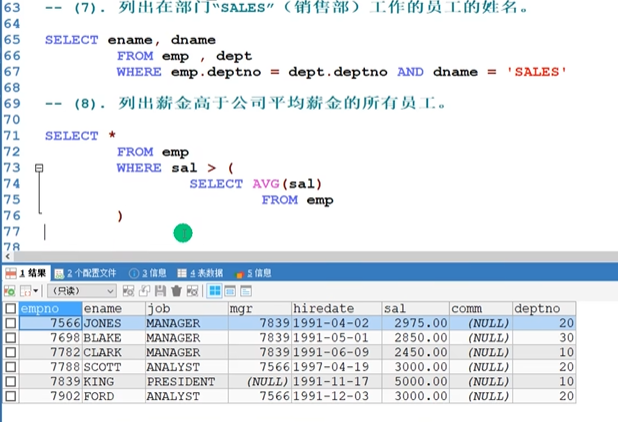 63 -- (7). 列出在部门“SALES”（销售部）工作的员工的姓名。
64
65 SELECT ename, dname
66 FROM emp , dept
67 WHERE emp.deptno = dept.deptno AND dname = 'SALES'
68
69 -- (8). 列出薪金高于公司平均薪金的所有员工。
70
71 SELECT *
72 FROM emp
73 WHERE sal > (
74 SELECT AVG(sal)
75 FROM emp
76 )
77
78
1 结果 2 个配置文件 3 信息 4 表数据 5 信息
（只读）
empno ename job mgr hiredate sal comm deptno
7566 JONES MANAGER 7839 1991-04-02 2975.00 (NULL) 20
7698 BLAKE MANAGER 7839 1991-05-01 2850.00 (NULL) 30
7782 CLARK MANAGER 7839 1991-06-09 2450.00 (NULL) 10
7788 SCOTT ANALYST 7566 1997-04-19 3000.00 (NULL) 20
7839 KING PRESIDENT (NULL) 1991-11-17 5000.00 (NULL) 10
7902 FORD ANALYST 7566 1991-12-03 3000.00 (NULL) 20